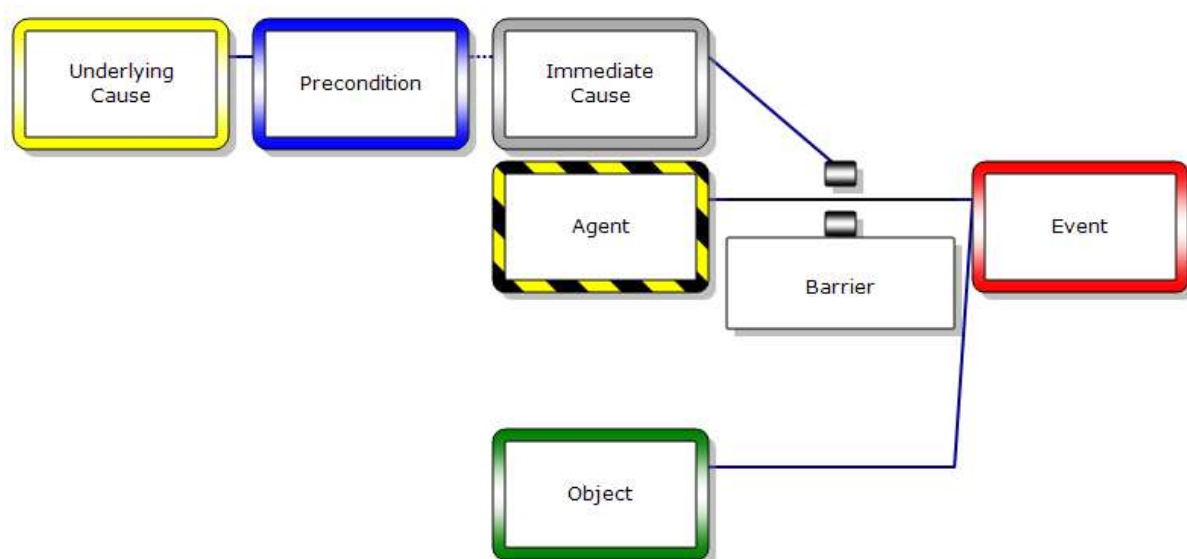 Underlying
Cause
Precondition
Immediate
Cause
Agent
Barrier
Event
Object